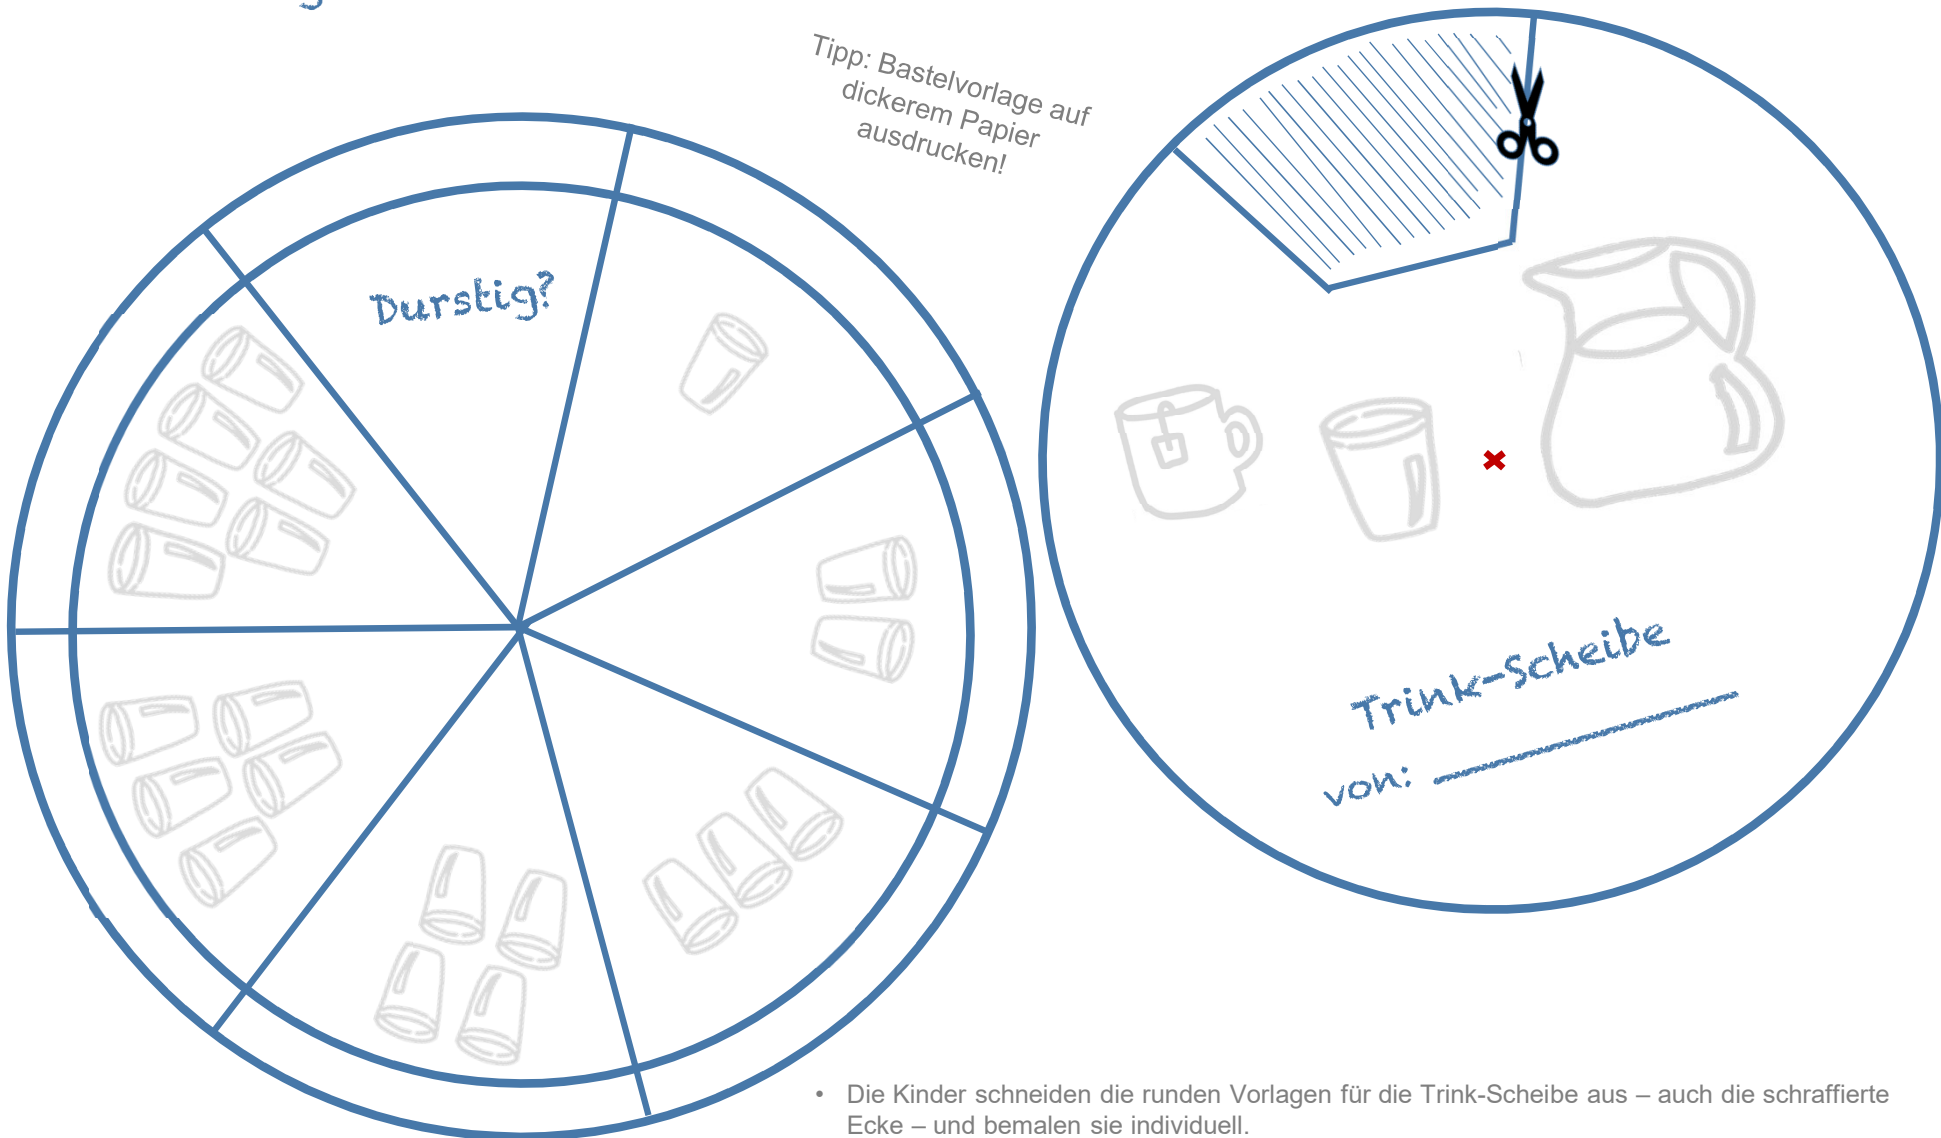 Tipp: Bastelvorlage auf
dickerem Papier
ausdrucken!
Durstig?
Trink-Scheibe
von:
• Die Kinder schneiden die runden Vorlagen für die Trink-Scheibe aus – auch die schraffierte
Ecke – und bemalen sie individuell.